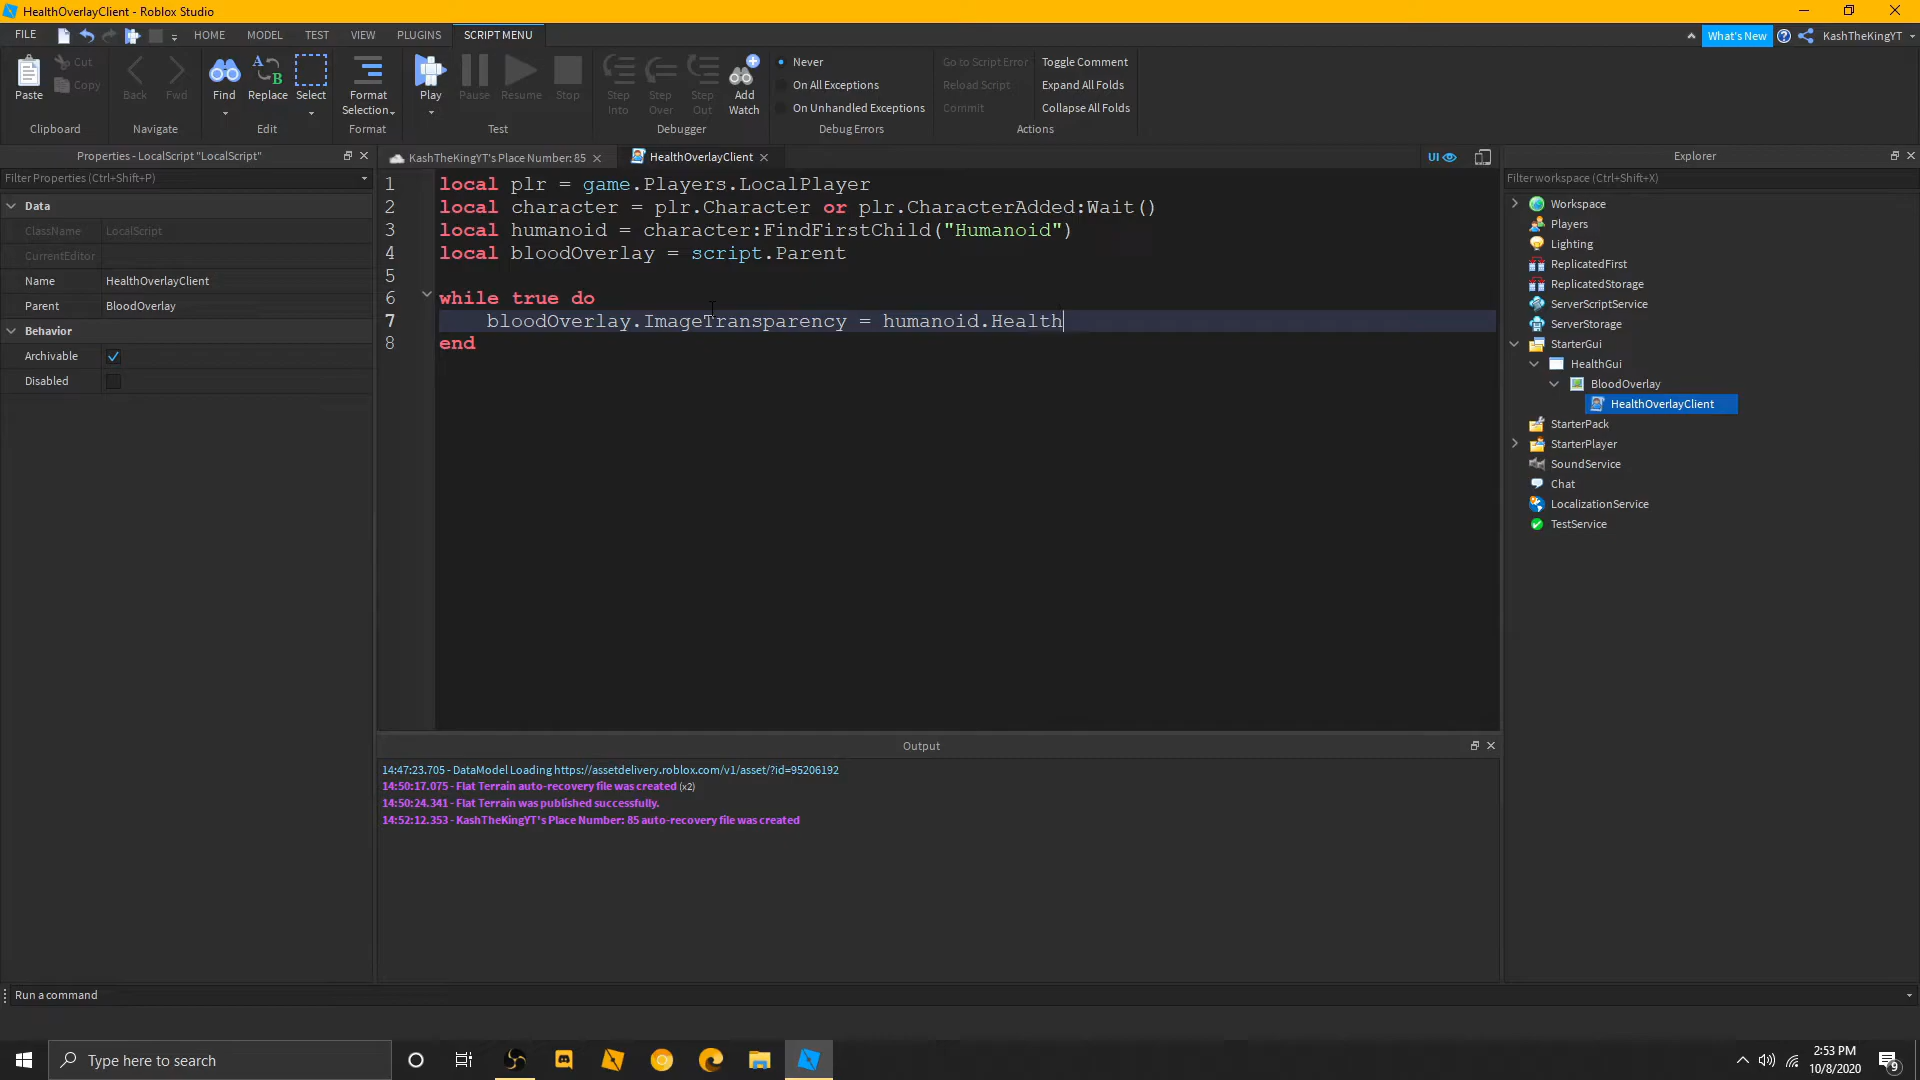 HealthOverlayClient - Roblox Studio
FILE HOME MODEL TEST VIEW PLUGINS SCRIPT MENU What's New KashTheKingYT
Paste Cut Copy Back Fwd Find Replace Select Format Selection Play Pause Resume Stop Step Into Step Over Step Out Add Watch
Never
On All Exceptions
On Unhandled Exceptions
Go to Script Error
Reload Script
Commit
Toggle Comment
Expand All Folds
Collapse All Folds
Clipboard Navigate Edit Format Test Debugger Debug Errors Actions
Properties - LocalScript "LocalScript"
Filter Properties (Ctrl+Shift+P)
Data
ClassName LocalScript
CurrentEditor
Name HealthOverlayClient
Parent BloodOverlay
Behavior
Archivable
Disabled
KashTheKingYT's Place Number: 85 HealthOverlayClient UI
1 local plr = game.Players.LocalPlayer
2 local character = plr.Character or plr.CharacterAdded:Wait()
3 local humanoid = character:FindFirstChild("Humanoid")
4 local bloodOverlay = script.Parent
5
6 while true do
7 bloodOverlay.ImageTransparency = humanoid.Health
8 end
Output
14:47:23.705 - DataModel Loading https://assetdelivery.roblox.com/v1/asset/?id=95206192
14:50:17.075 - Flat Terrain auto-recovery file was created (x2)
14:50:24.341 - Flat Terrain was published successfully.
14:52:12.353 - KashTheKingYT's Place Number: 85 auto-recovery file was created
Explorer
Filter workspace (Ctrl+Shift+X)
Workspace
Players
Lighting
ReplicatedFirst
ReplicatedStorage
ServerScriptService
ServerStorage
StarterGui
HealthGui
BloodOverlay
HealthOverlayClient
StarterPack
StarterPlayer
SoundService
Chat
LocalizationService
TestService
Run a command
Type here to search
2:53 PM
10/8/2020
9